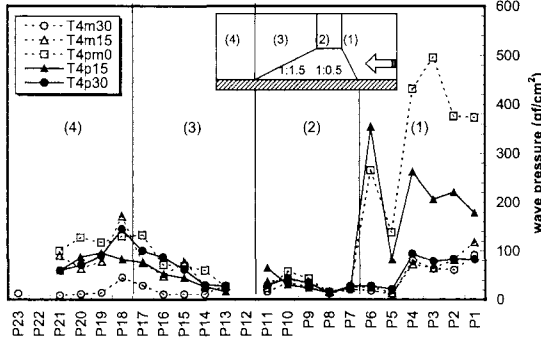 T4m30
T4m15
T4pm0
T4p15
T4p30
(4)
(3)
(2)
(1)
1:1.5
1:0.5
(4)
(3)
(2)
(1)
600
500
400
300
200
100
0
wave pressure (gf/cm²)
P23
P22
P21
P20
P19
P18
P17
P16
P15
P14
P13
P12
P11
P10
P9
P8
P7
P6
P5
P4
P3
P2
P1